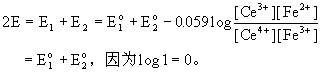 2E = E₁ + E₂ = E₁° + E₂° − 0.0591log [Ce³⁺][Fe²⁺] / [Ce⁴⁺][Fe³⁺]
= E₁° + E₂°，因为log1=0。